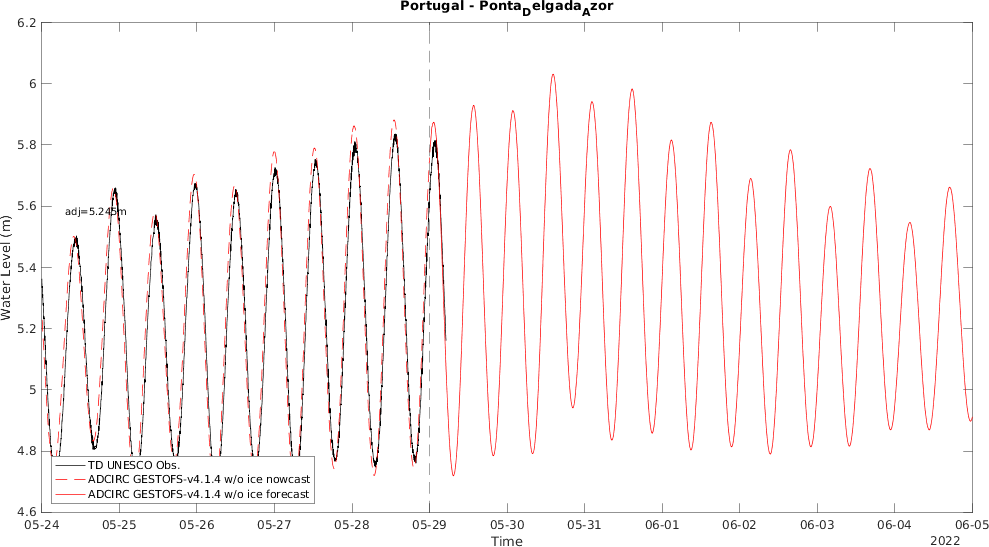 Portugal - PontaDelgadaAzor
6.2
6
5.8
5.6
5.4
5.2
5
4.8
4.6
Water Level (m)
adj=5.245m
TD UNESCO Obs.
ADCIRC GESTOFS-v4.1.4 w/o ice nowcast
ADCIRC GESTOFS-v4.1.4 w/o ice forecast
05-24 05-25 05-26 05-27 05-28 05-29 05-30 05-31 06-01 06-02 06-03 06-04 06-05
Time
2022